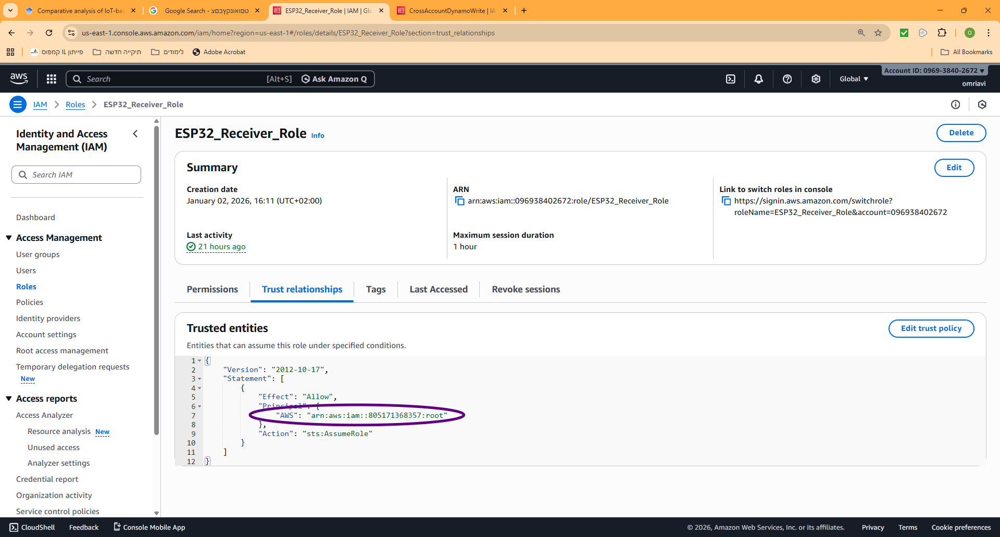 Comparative analysis of IoT-ba
Google Search - טםוואונקץבםצ
ESP32_Receiver_Role | IAM | Glo
CrossAccountDynamoWrite | IA
us-east-1.console.aws.amazon.com/iam/home?region=us-east-1#/roles/details/ESP32_Receiver_Role?section=trust_relationships
O
קמפוס IL פייתון
תיקייה חדשה
לימודים
Adobe Acrobat
All Bookmarks
aws
Search
[Alt+S]
Ask Amazon Q
Global
Account ID: 0969-3840-2672
omriavi
IAM
Roles
ESP32_Receiver_Role
Identity and Access
Management (IAM)
Search IAM
Dashboard
Access Management
User groups
Users
Roles
Policies
Identity providers
Account settings
Root access management
Temporary delegation requests
New
Access reports
Access Analyzer
Resource analysis New
Unused access
Analyzer settings
Credential report
Organization activity
Service control policies
ESP32_Receiver_Role Info
Delete
Summary
Edit
Creation date
January 02, 2026, 16:11 (UTC+02:00)
ARN
arn:aws:iam::096938402672:role/ESP32_Receiver_Role
Link to switch roles in console
https://signin.aws.amazon.com/switchrole?
roleName=ESP32_Receiver_Role&account=096938402672
Last activity
21 hours ago
Maximum session duration
1 hour
Permissions
Trust relationships
Tags
Last Accessed
Revoke sessions
Trusted entities
Edit trust policy
Entities that can assume this role under specified conditions.
1 {
2 "Version": "2012-10-17",
3 "Statement": [
4 {
5 "Effect": "Allow",
6 "Principal": {
7 "AWS": "arn:aws:iam::805171368357:root"
8 },
9 "Action": "sts:AssumeRole"
10 }
11 ]
12 }
CloudShell
Feedback
Console Mobile App
© 2026, Amazon Web Services, Inc. or its affiliates.
Privacy
Terms
Cookie preferences